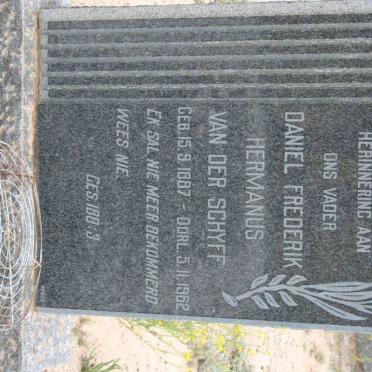 HERINNERING AAN
ONS VADER
DANIEL FREDERIK
HERMANUS
VAN DER SCHYFF
GEB. 15.9.1887 - OORL. 5.11.1962
EN SAL NIE MEER BEKOMMERD
WEES NIE.
GES. 180:3